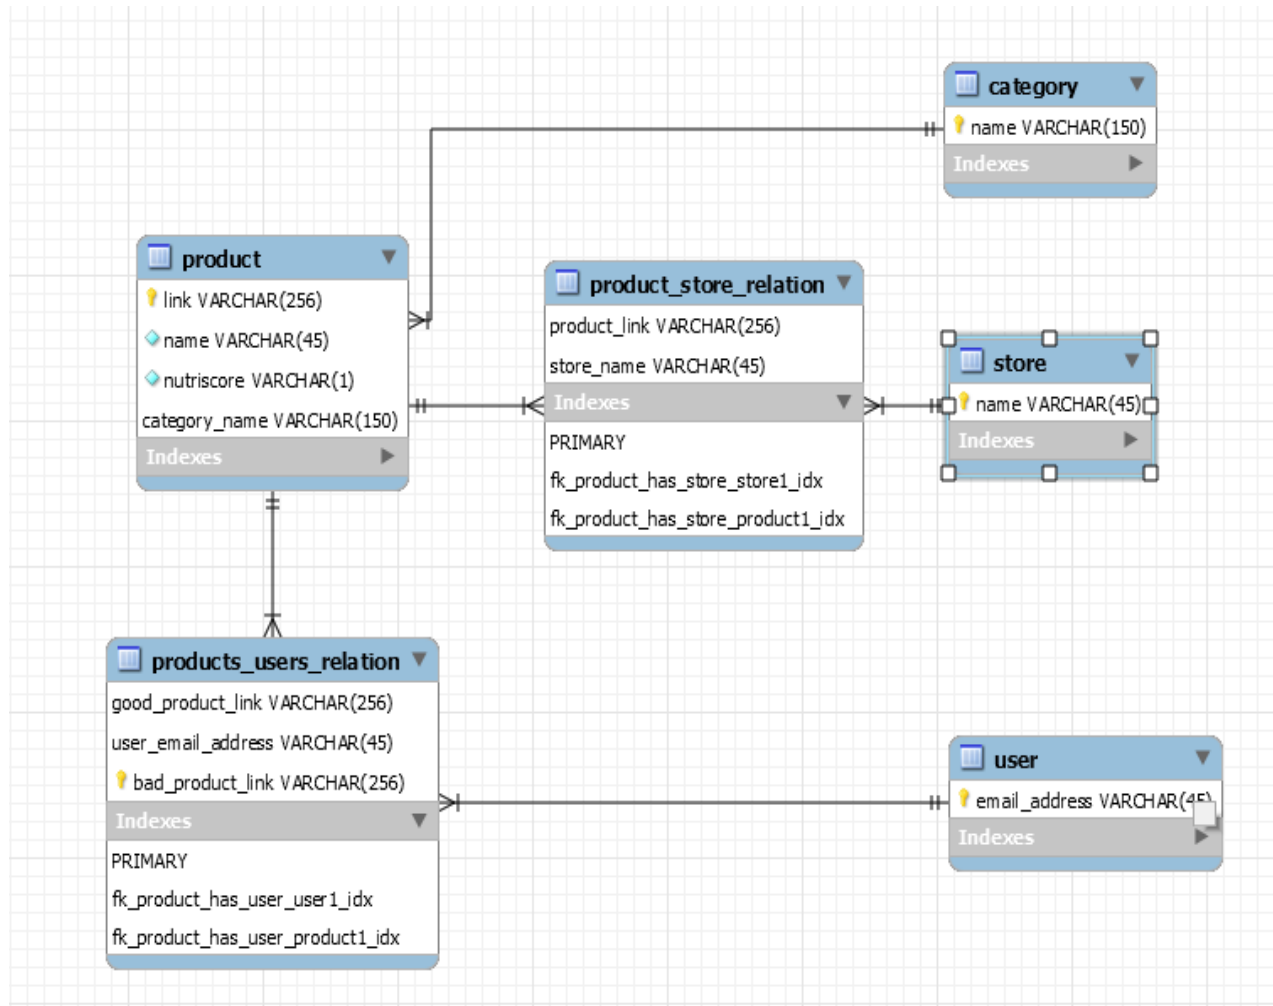 category
name VARCHAR(150)
Indexes
product
link VARCHAR(256)
name VARCHAR(45)
nutriscore VARCHAR(1)
category_name VARCHAR(150)
Indexes
product_store_relation
product_link VARCHAR(256)
store_name VARCHAR(45)
Indexes
PRIMARY
fk_product_has_store_store1_idx
fk_product_has_store_product1_idx
store
name VARCHAR(45)
Indexes
products_users_relation
good_product_link VARCHAR(256)
user_email_address VARCHAR(45)
bad_product_link VARCHAR(256)
Indexes
PRIMARY
fk_product_has_user_user1_idx
fk_product_has_user_product1_idx
user
email_address VARCHAR(45)
Indexes